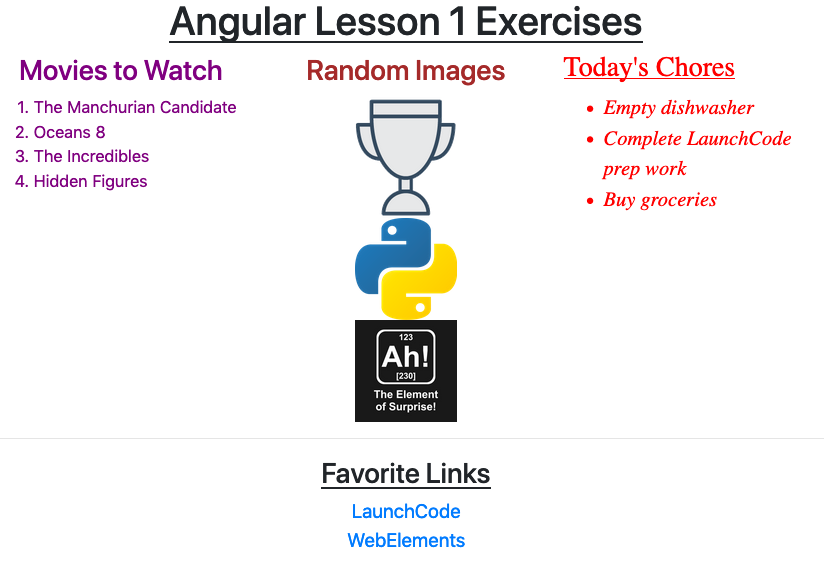 Angular Lesson 1 Exercises
Movies to Watch
1. The Manchurian Candidate
2. Oceans 8
3. The Incredibles
4. Hidden Figures
Random Images
123
Ah!
[230]
The Element
of Surprise!
Today's Chores
• Empty dishwasher
• Complete LaunchCode
prep work
• Buy groceries
Favorite Links
LaunchCode
WebElements